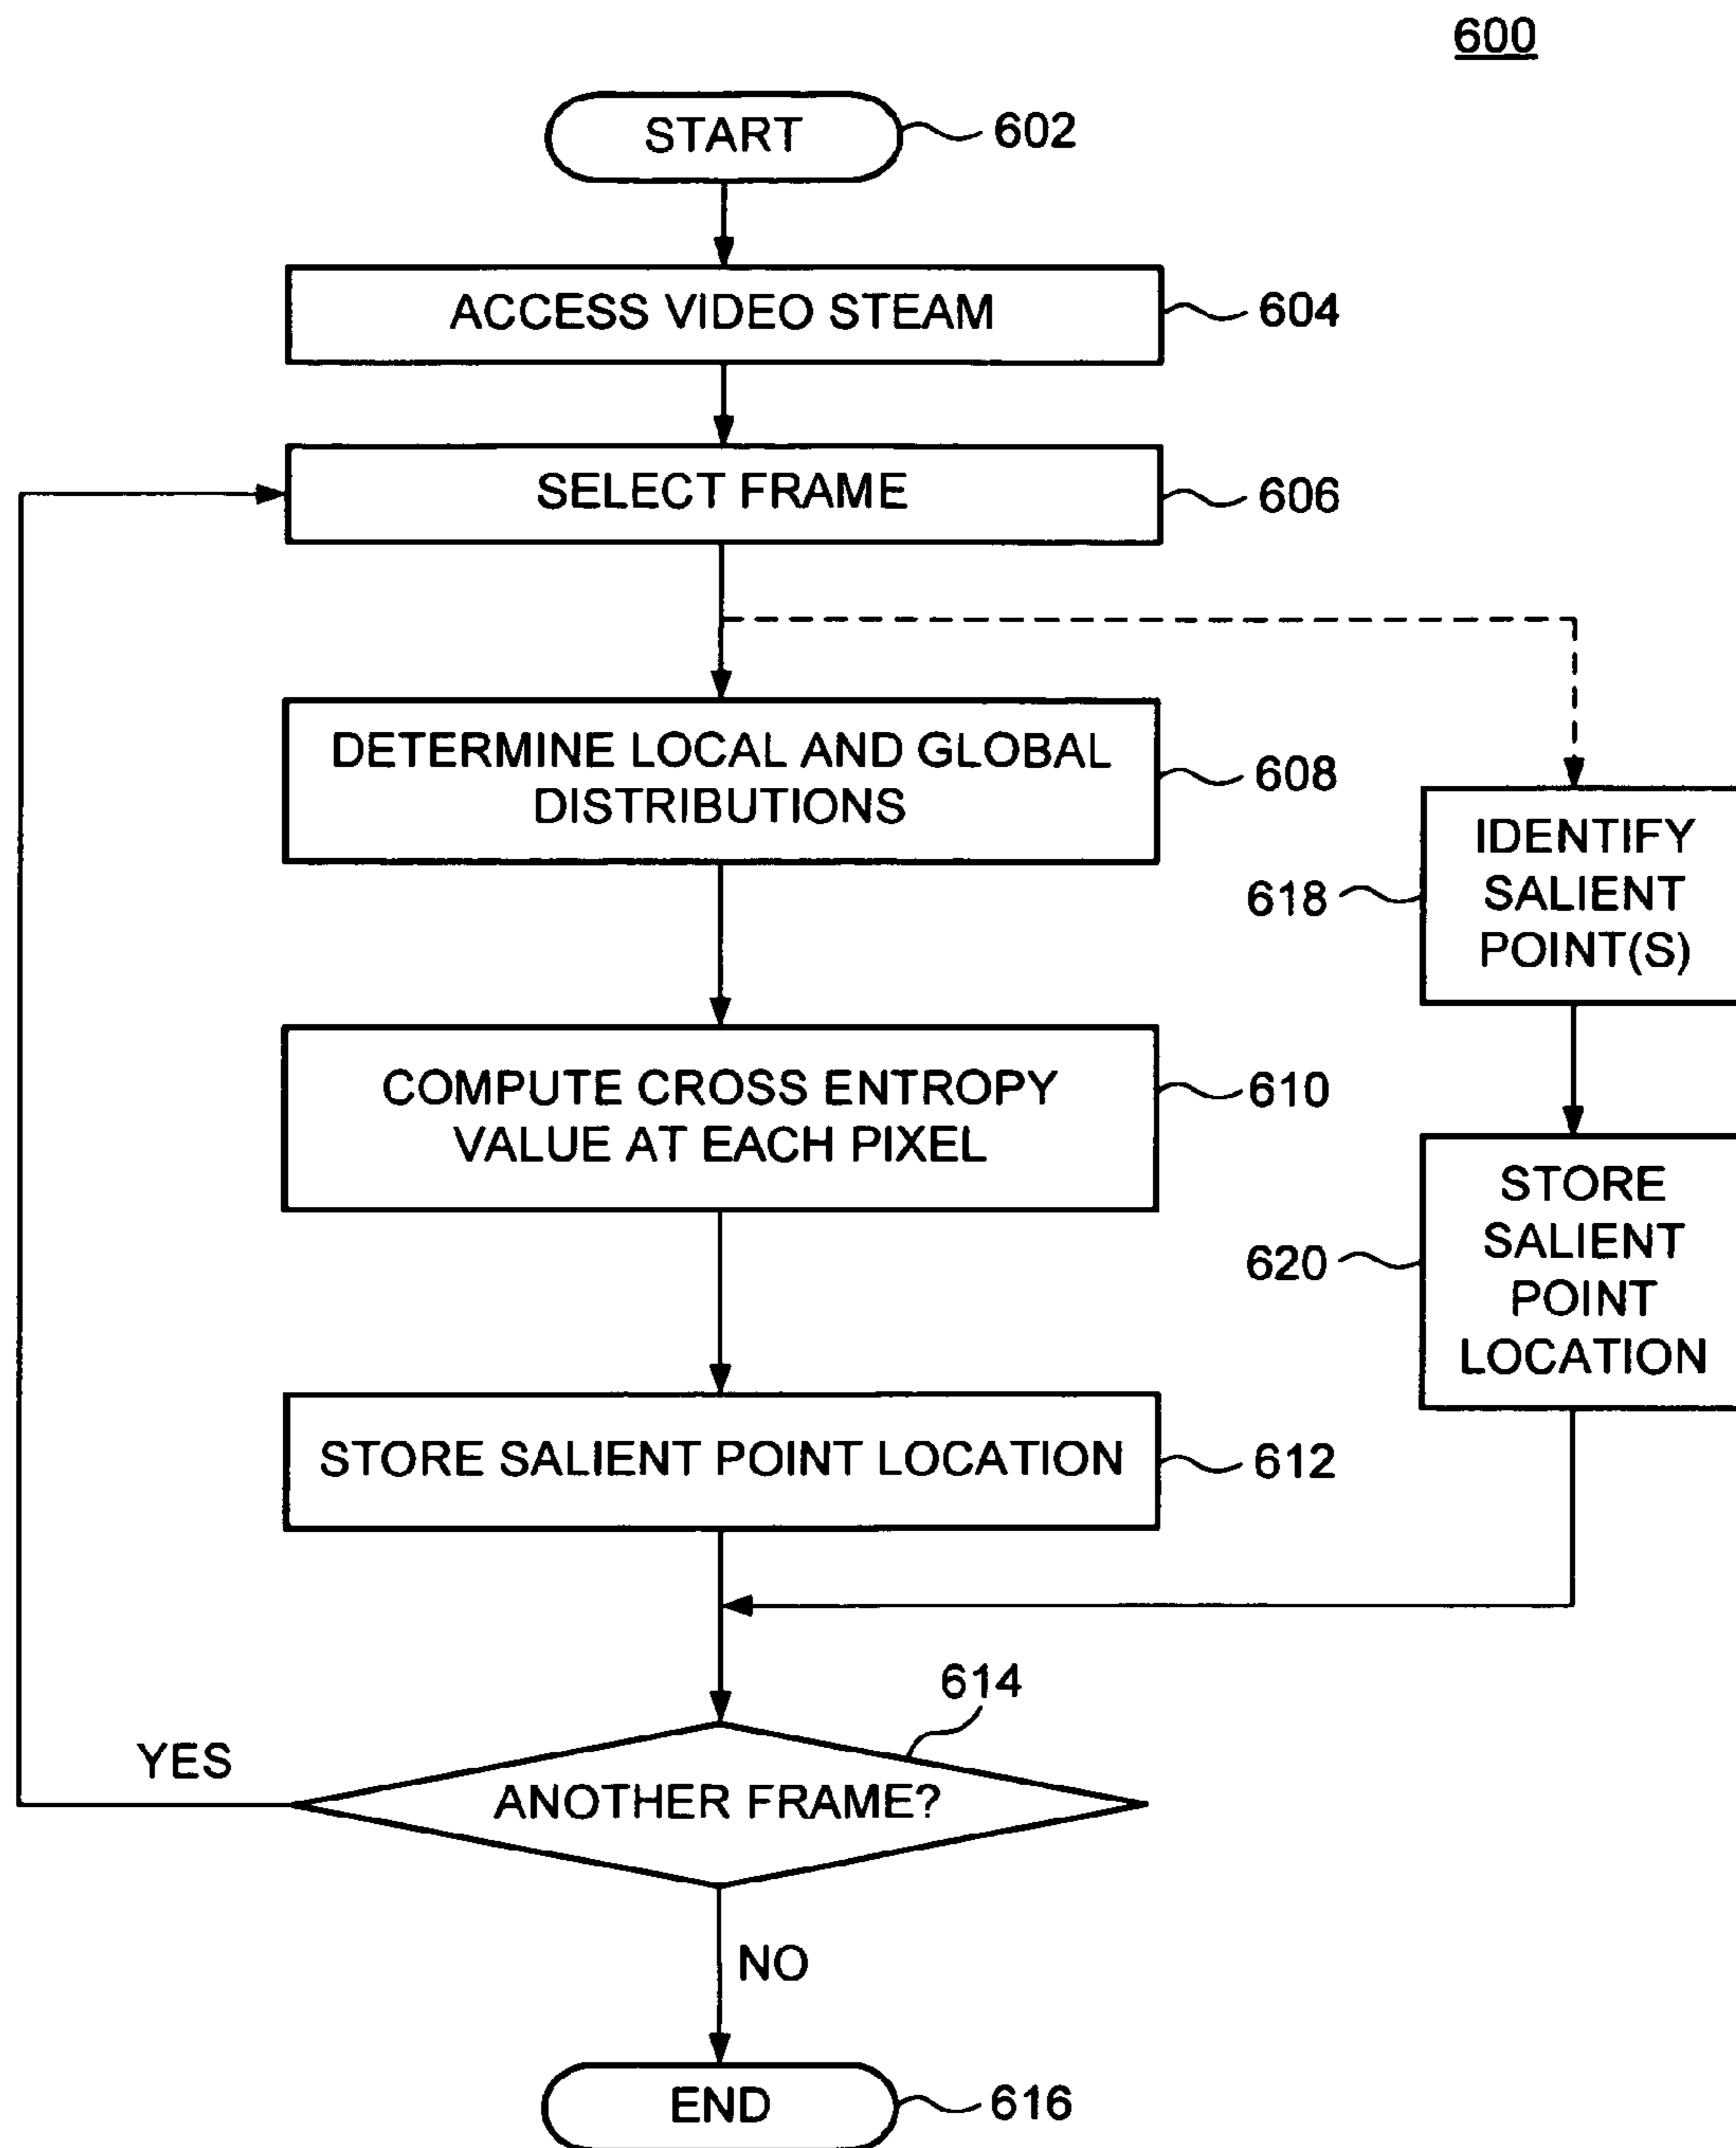 600
START
602
ACCESS VIDEO STEAM
604
SELECT FRAME
606
DETERMINE LOCAL AND GLOBAL
DISTRIBUTIONS
608
IDENTIFY
SALIENT
POINT(S)
618
COMPUTE CROSS ENTROPY
VALUE AT EACH PIXEL
610
STORE
SALIENT
POINT
LOCATION
620
STORE SALIENT POINT LOCATION
612
614
YES
ANOTHER FRAME?
NO
END
616